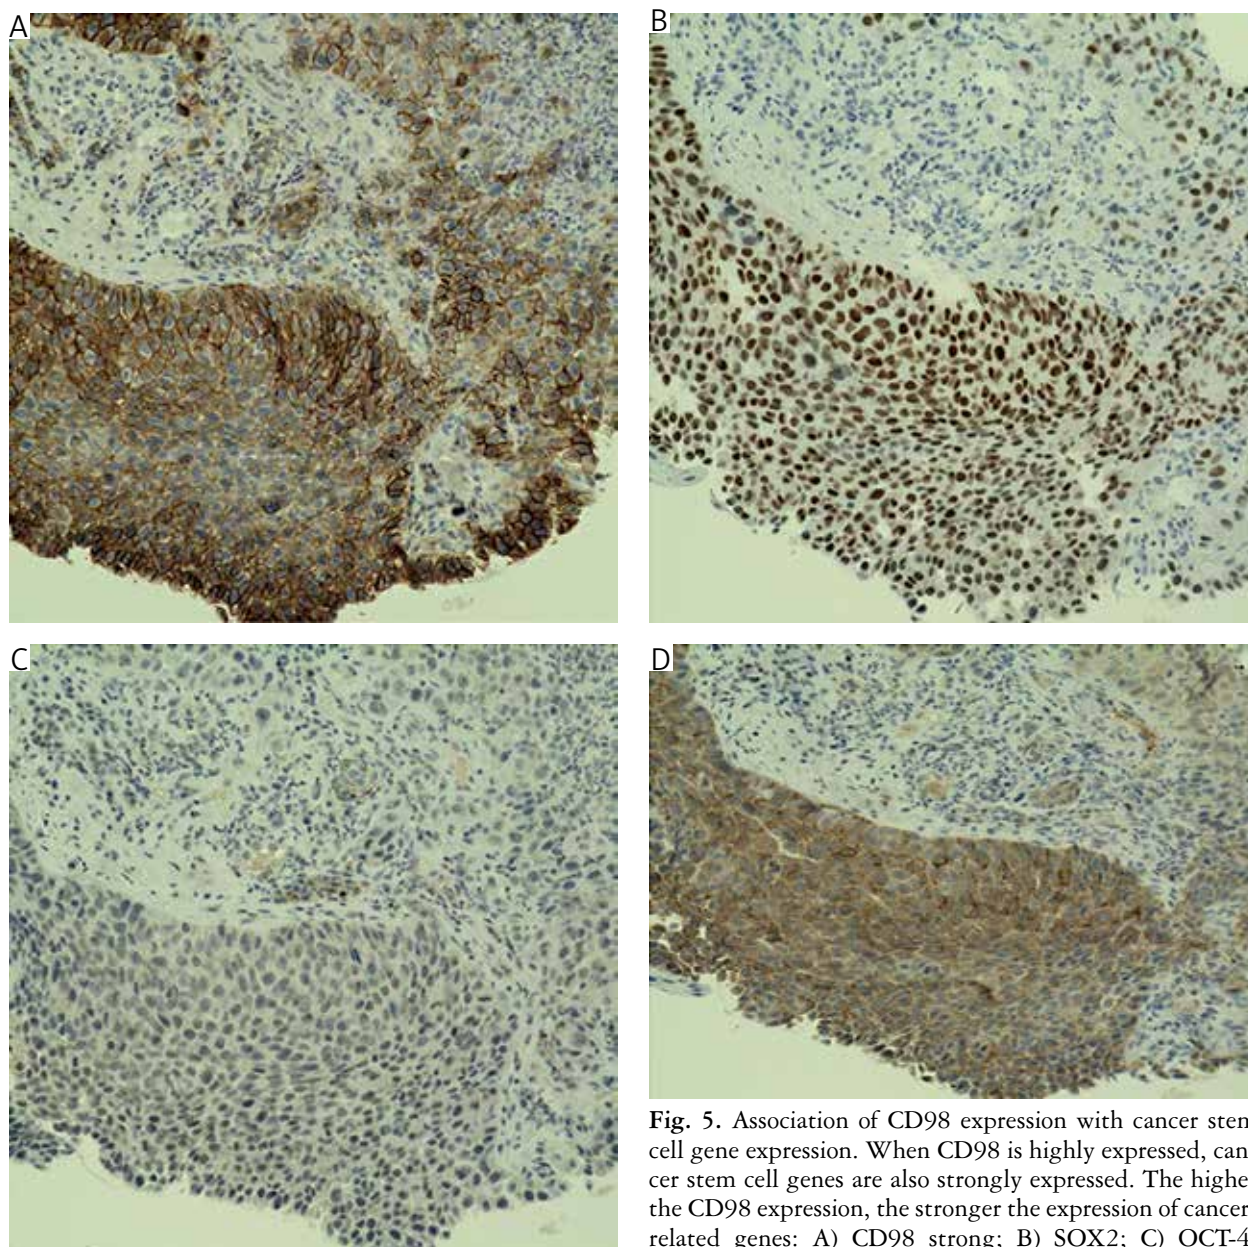 A
B
C
D
Fig. 5. Association of CD98 expression with cancer stem
cell gene expression. When CD98 is highly expressed, can-
cer stem cell genes are also strongly expressed. The highe
the CD98 expression, the stronger the expression of cancer
related genes: A) CD98 strong; B) SOX2; C) OCT-4